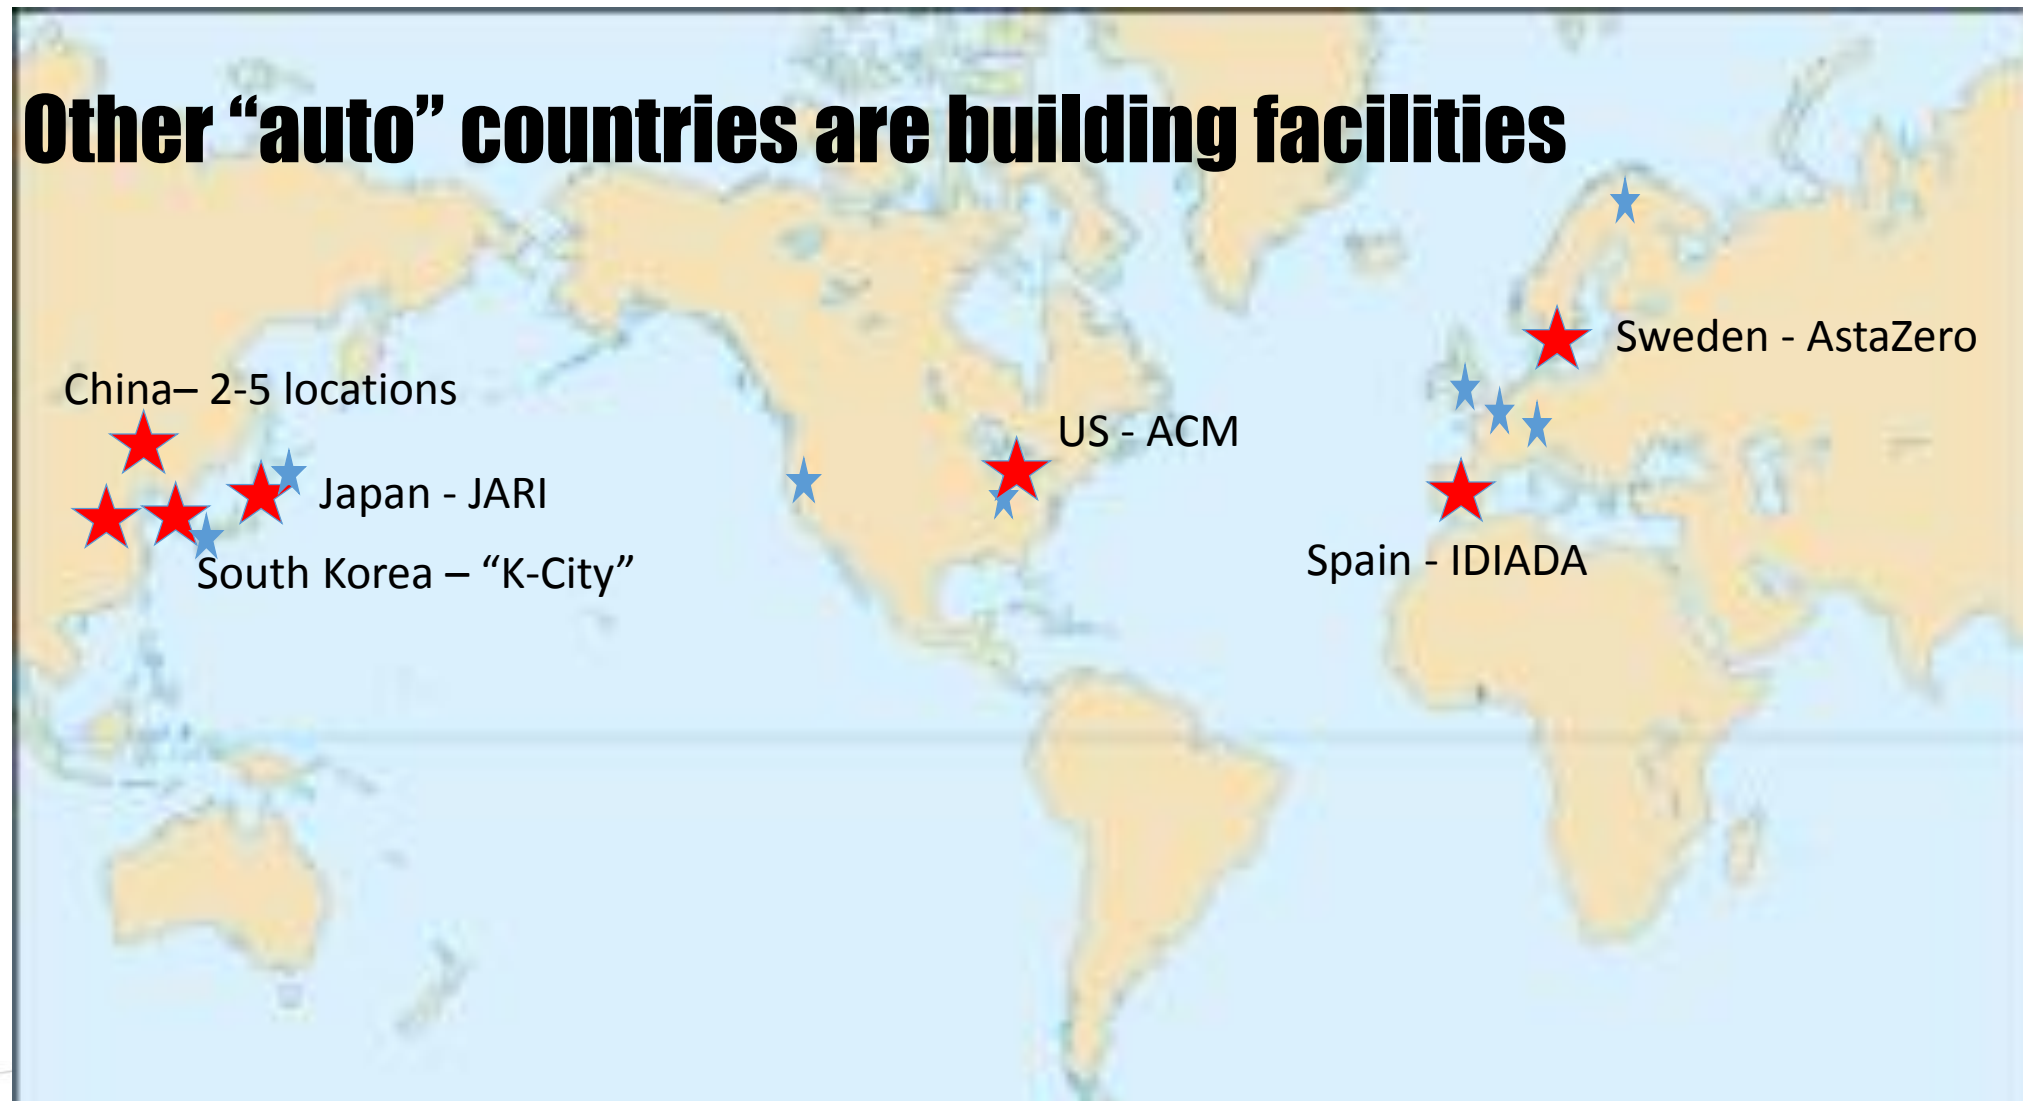 Other “auto” countries are building facilities
Sweden - AstaZero
China– 2-5 locations
US - ACM
Japan - JARI
Spain - IDIADA
South Korea – “K-City”